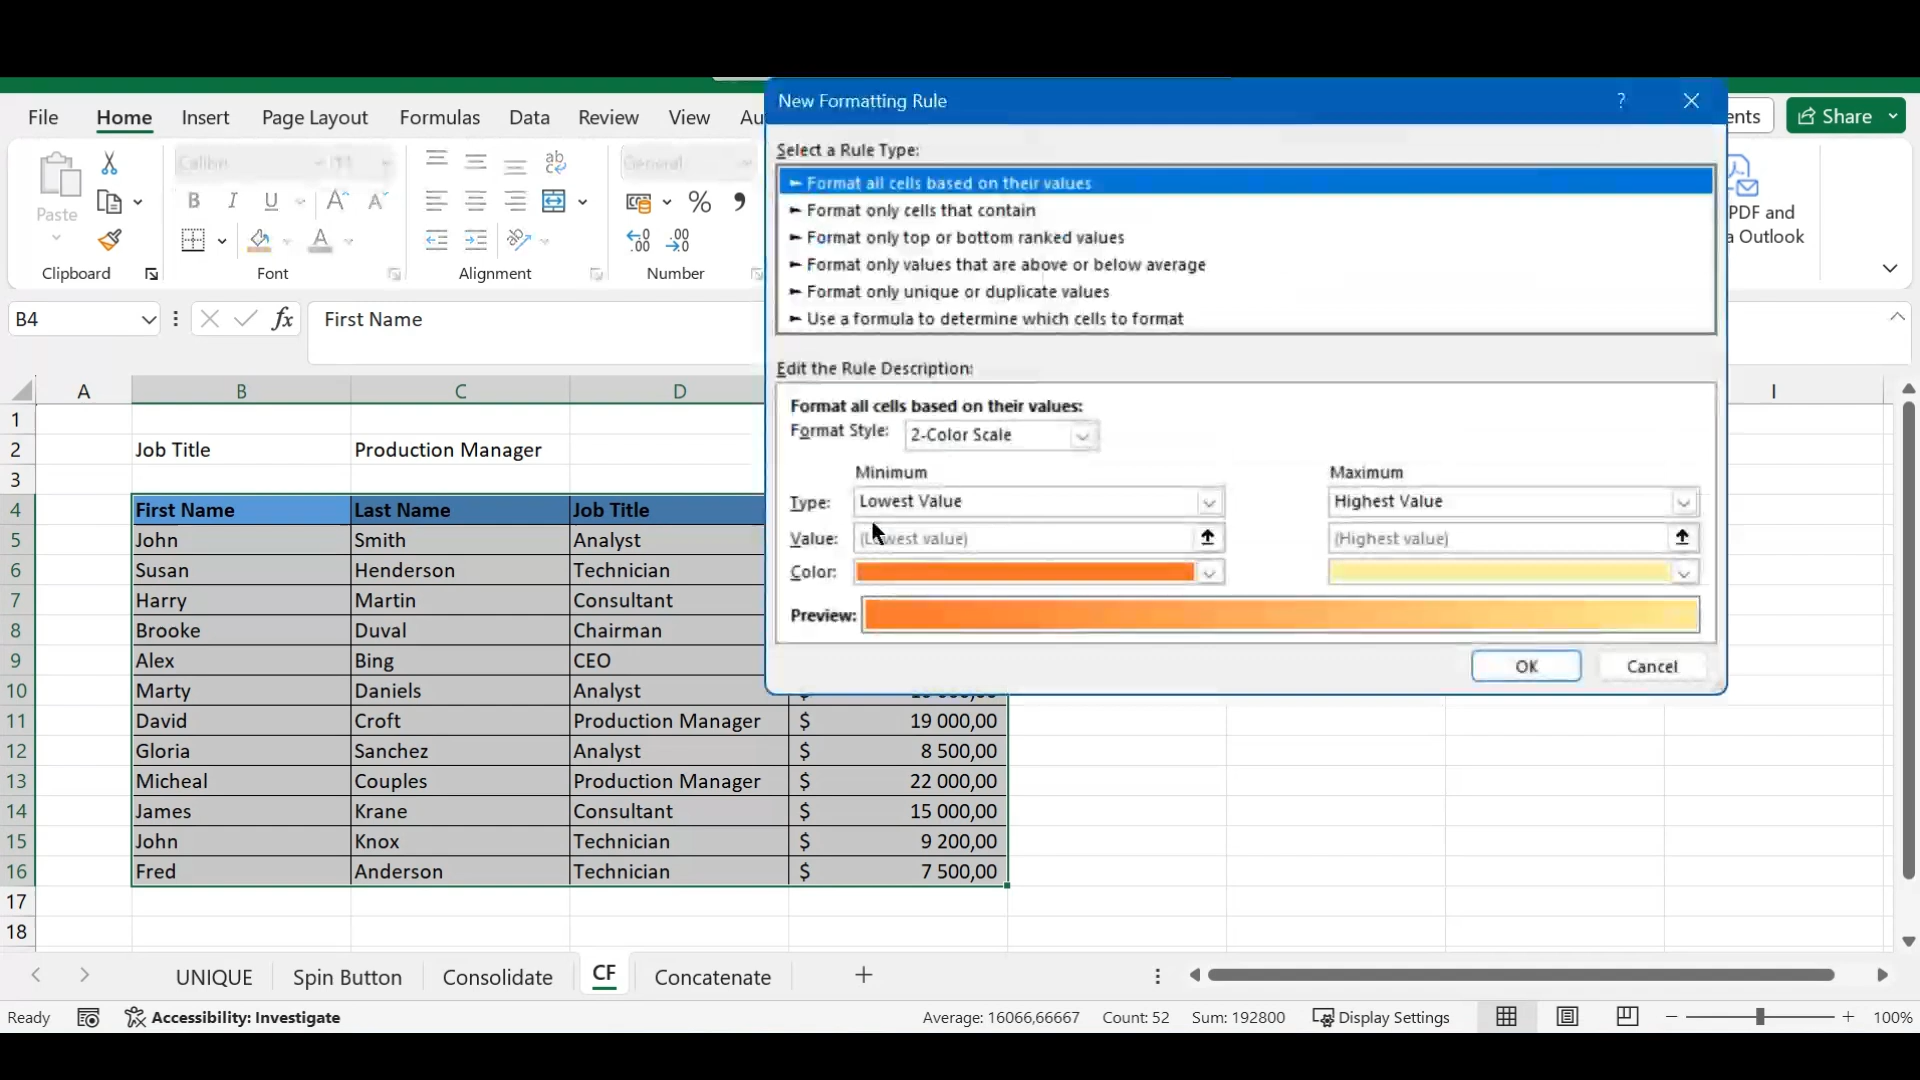 File Home Insert Page Layout Formulas Data Review View Au
ents Share
New Formatting Rule ?
Paste
Calibri 11
B I U A A
ab
General
% 9
PDF and
a Outlook
Clipboard Font Alignment Number
B4 fx First Name
Select a Rule Type:
► Format all cells based on their values
► Format only cells that contain
► Format only top or bottom ranked values
► Format only values that are above or below average
► Format only unique or duplicate values
► Use a formula to determine which cells to format
Edit the Rule Description:
Format all cells based on their values:
Format Style: 2-Color Scale
Minimum Maximum
Type: Lowest Value Highest Value
Value: (Lowest value) (Highest value)
Color:
Preview:
OK Cancel
A B C D I
1
2 Job Title Production Manager
3
4 First Name Last Name Job Title
5 John Smith Analyst
6 Susan Henderson Technician
7 Harry Martin Consultant
8 Brooke Duval Chairman
9 Alex Bing CEO
10 Marty Daniels Analyst
11 David Croft Production Manager $ 19 000,00
12 Gloria Sanchez Analyst $ 8 500,00
13 Micheal Couples Production Manager $ 22 000,00
14 James Krane Consultant $ 15 000,00
15 John Knox Technician $ 9 200,00
16 Fred Anderson Technician $ 7 500,00
17
18
UNIQUE Spin Button Consolidate CF Concatenate +
Ready Accessibility: Investigate Average: 16066,66667 Count: 52 Sum: 192800 Display Settings 100%